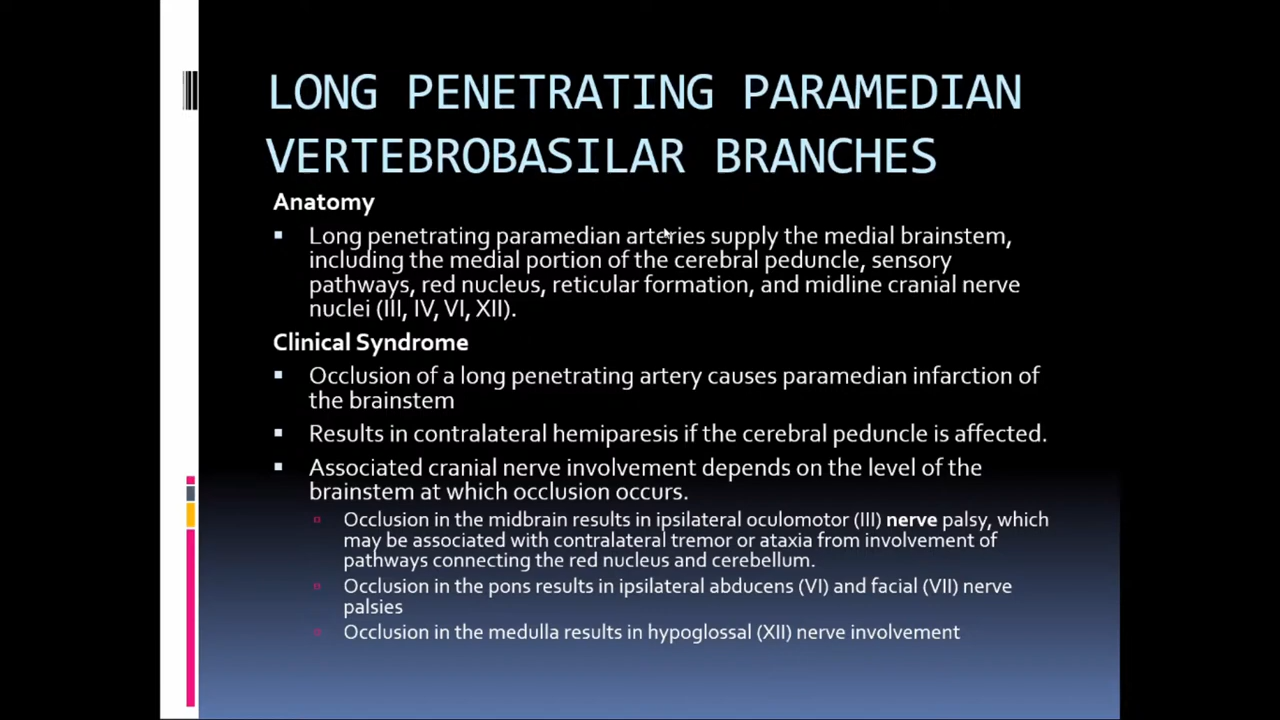 LONG PENETRATING PARAMEDIAN
VERTEBROBASILAR BRANCHES
Anatomy
Long penetrating paramedian arteries supply the medial brainstem,
including the medial portion of the cerebral peduncle, sensory
pathways, red nucleus, reticular formation, and midline cranial nerve
nuclei (III, IV, VI, XII).
Clinical Syndrome
Occlusion of a long penetrating artery causes paramedian infarction of
the brainstem
Results in contralateral hemiparesis if the cerebral peduncle is affected.
Associated cranial nerve involvement depends on the level of the
brainstem at which occlusion occurs.
Occlusion in the midbrain results in ipsilateral oculomotor (III) nerve palsy, which
may be associated with contralateral tremor or ataxia from involvement of
pathways connecting the red nucleus and cerebellum.
Occlusion in the pons results in ipsilateral abducens (VI) and facial (VII) nerve
palsies
Occlusion in the medulla results in hypoglossal (XII) nerve involvement